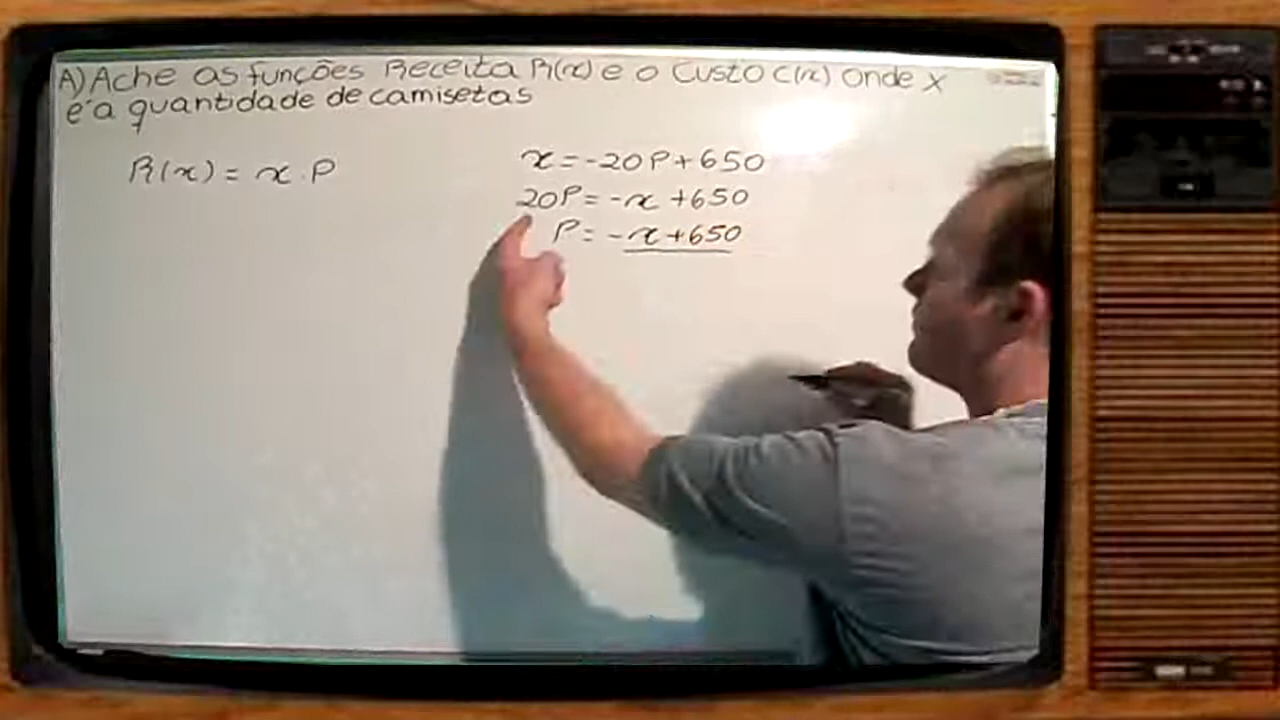 A) Ache as funções Receita R(x) e o Custo C(x) onde x
é a quantidade de camisetas
R(x) = x.P
x = -20P + 650
20P = -x + 650
P = -x + 650